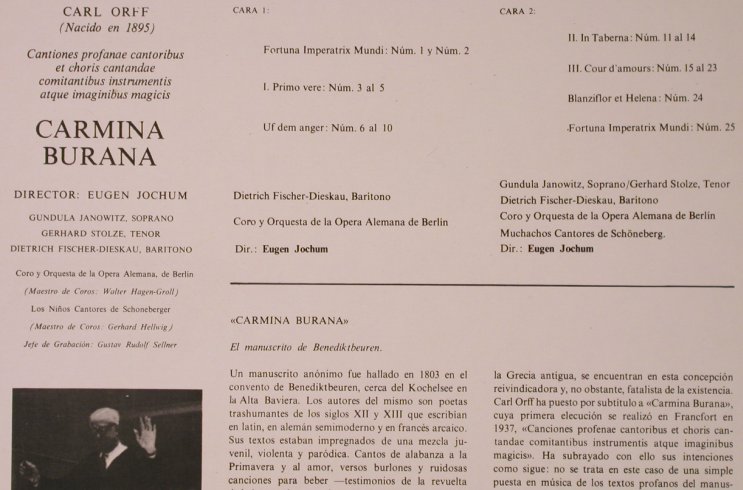 CARL ORFF
(Nacido en 1895)
Cantiones profanae cantoribus
et choris cantandae
comitantibus instrumentis
atque imaginibus magicis
CARMINA
BURANA
DIRECTOR: EUGEN JOCHUM
GUNDULA JANOWITZ, SOPRANO
GERHARD STOLZE, TENOR
DIETRICH FISCHER-DIESKAU, BARITONO
Coro y Orquesta de la Opera Alemana, de Berlin
(Maestro de Coros: Walter Hagen-Groll)
Los Niños Cantores de Schoneberger
(Maestro de Coros: Gerhard Hellwig)
Jefe de Grabación: Gustav Rudolf Sellner.
CARA 1:
Fortuna Imperatrix Mundi: Núm. 1 y Núm. 2
I. Primo vere: Núm. 3 al 5
Uf dem anger: Núm. 6 al 10
Dietrich Fischer-Dieskau, Baritono
Coro y Orquesta de la Opera Alemana de Berlin
Dir.: Eugen Jochum
CARA 2:
II. In Taberna: Núm. 11 al 14
III. Cour d'amours: Núm. 15 al 23
Blanziflor et Helena: Núm. 24
Fortuna Imperatrix Mundi: Núm. 25
Gundula Janowitz, Soprano/Gerhard Stolze, Tenor
Dietrich Fischer-Dieskau, Baritono
Coro y Orquesta de la Opera Alemana de Berlin
Muchachos Cantores de Schöneberg.
Dir.: Eugen Jochum
«CARMINA BURANA»
El manuscrito de Benediktbeuren.
Un manuscrito anónimo fue hallado en 1803 en el
convento de Benediktbeuren, cerca del Kochelsee en
la Alta Baviera. Los autores del mismo son poetas
trashumantes de los siglos XII y XIII que escribían
en latin, en alemán semimoderno y en francés arcaico.
Sus textos estaban impregnados de una mezcla ju-
venil, violenta y paródica. Cantos de alabanza a la
Primavera y al amor, versos burlones y ruidosas
canciones para beber —testimonios de la revuelta
la Grecia antigua, se encuentran en esta concepción
reivindicadora y, no obstante, fatalista de la existencia.
Carl Orff ha puesto por subtitulo a «Carmina Burana»,
cuya primera elecución se realizó en Francfort en
1937, «Canciones profenae cantoribus et choris can-
tandae comitantibus instrumentis atque imaginibus
magicis». Ha subrayado con ello sus intenciones
como sigue: no se trata en este caso de una simple
puesta en música de los textos profanos del manus-